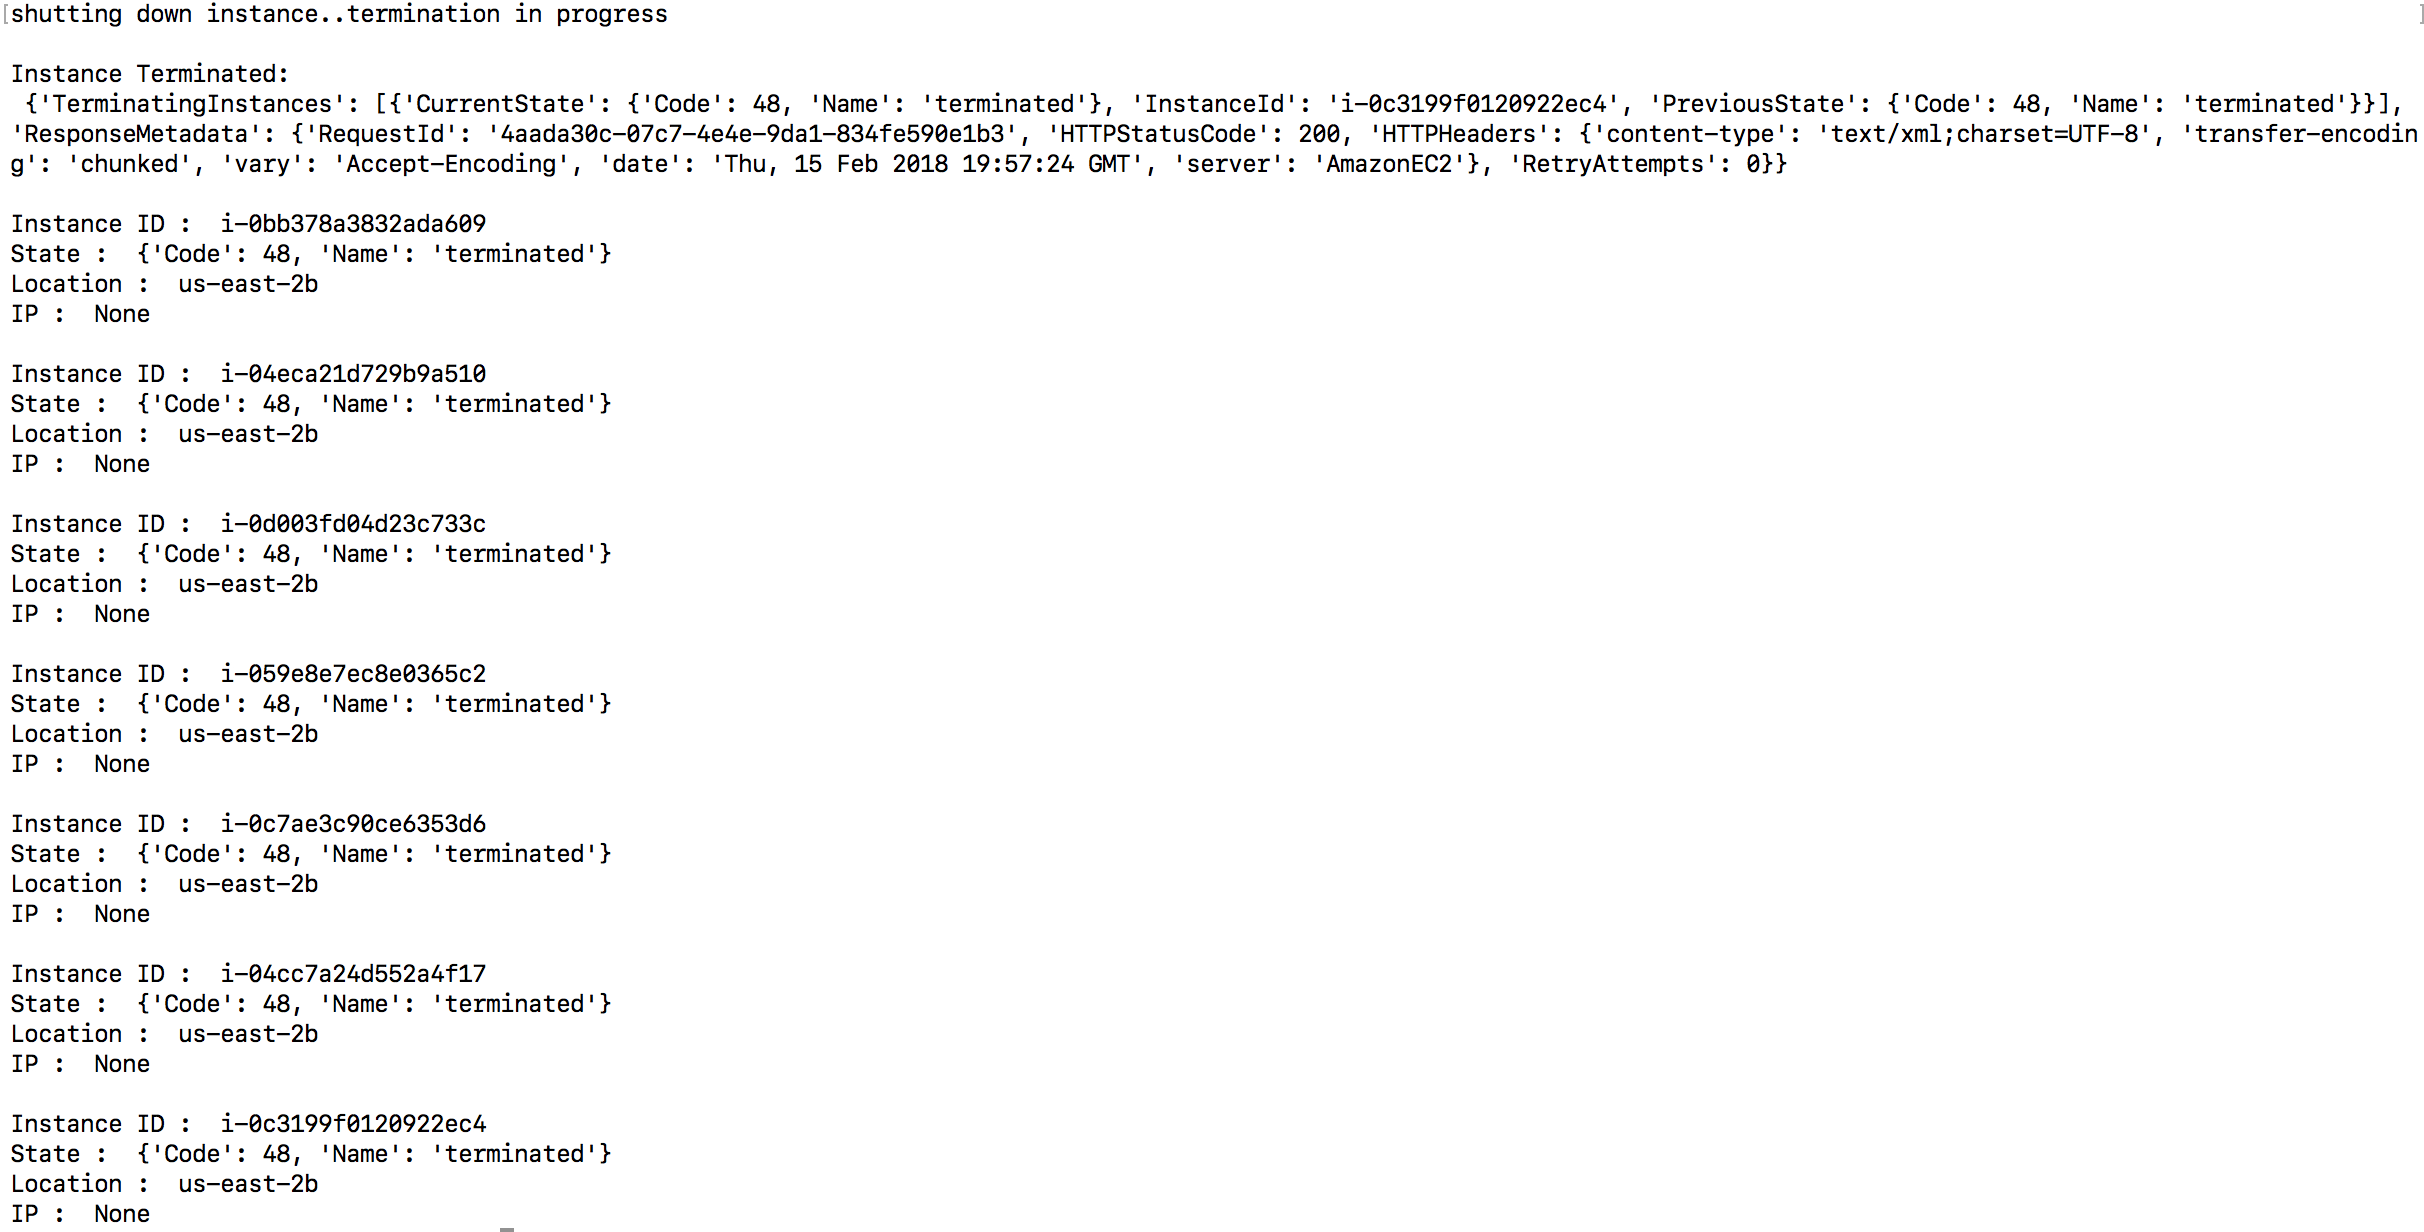 [shutting down instance..termination in progress ]
Instance Terminated:
{'TerminatingInstances': [{'CurrentState': {'Code': 48, 'Name': 'terminated'}, 'InstanceId': 'i-0c3199f0120922ec4', 'PreviousState': {'Code': 48, 'Name': 'terminated'}}],
'ResponseMetadata': {'RequestId': '4aada30c-07c7-4e4e-9da1-834fe590e1b3', 'HTTPStatusCode': 200, 'HTTPHeaders': {'content-type': 'text/xml;charset=UTF-8', 'transfer-encodin
g': 'chunked', 'vary': 'Accept-Encoding', 'date': 'Thu, 15 Feb 2018 19:57:24 GMT', 'server': 'AmazonEC2'}, 'RetryAttempts': 0}}
Instance ID :  i-0bb378a3832ada609
State :  {'Code': 48, 'Name': 'terminated'}
Location :  us-east-2b
IP :  None
Instance ID :  i-04eca21d729b9a510
State :  {'Code': 48, 'Name': 'terminated'}
Location :  us-east-2b
IP :  None
Instance ID :  i-0d003fd04d23c733c
State :  {'Code': 48, 'Name': 'terminated'}
Location :  us-east-2b
IP :  None
Instance ID :  i-059e8e7ec8e0365c2
State :  {'Code': 48, 'Name': 'terminated'}
Location :  us-east-2b
IP :  None
Instance ID :  i-0c7ae3c90ce6353d6
State :  {'Code': 48, 'Name': 'terminated'}
Location :  us-east-2b
IP :  None
Instance ID :  i-04cc7a24d552a4f17
State :  {'Code': 48, 'Name': 'terminated'}
Location :  us-east-2b
IP :  None
Instance ID :  i-0c3199f0120922ec4
State :  {'Code': 48, 'Name': 'terminated'}
Location :  us-east-2b
IP :  None